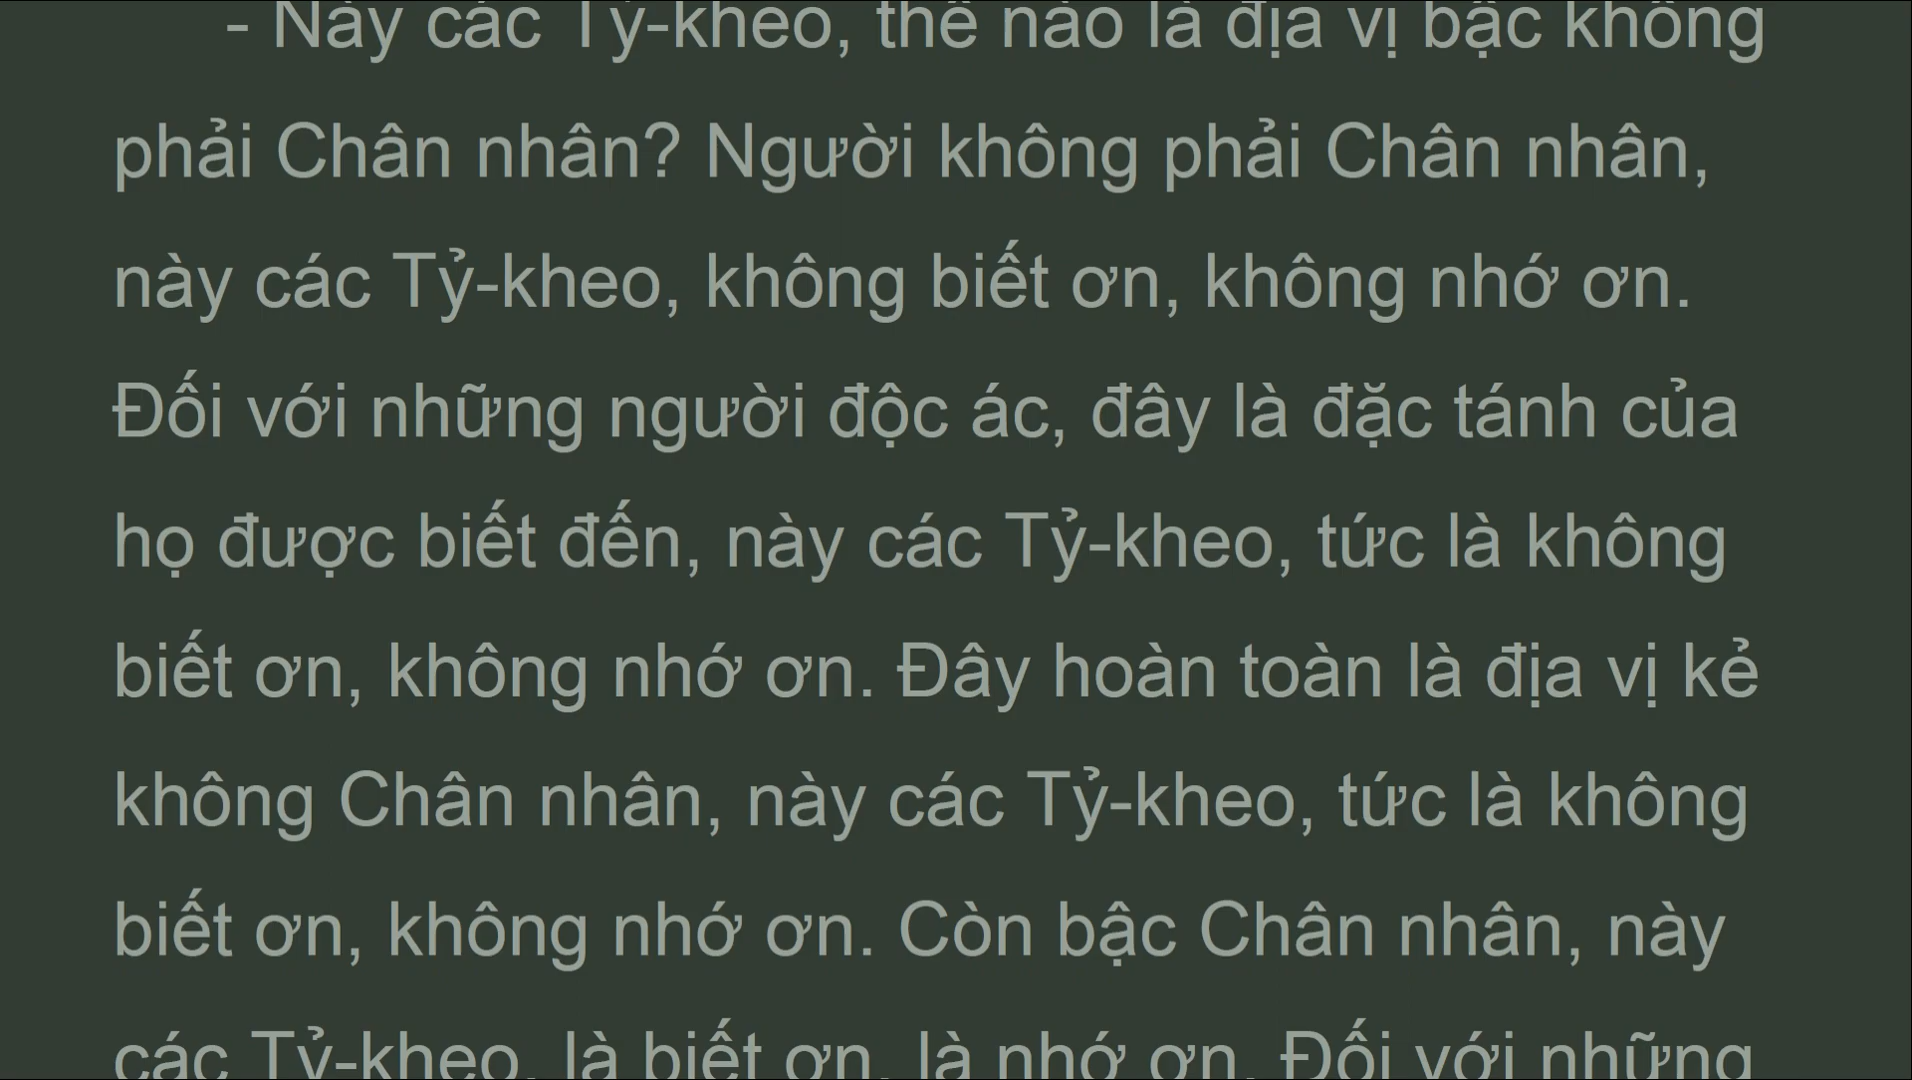 - Này các Tỷ-kheo, thế nào là địa vị bậc không
phải Chân nhân? Người không phải Chân nhân,
này các Tỷ-kheo, không biết ơn, không nhớ ơn.
Đối với những người độc ác, đây là đặc tánh của
họ được biết đến, này các Tỷ-kheo, tức là không
biết ơn, không nhớ ơn. Đây hoàn toàn là địa vị kẻ
không Chân nhân, này các Tỷ-kheo, tức là không
biết ơn, không nhớ ơn. Còn bậc Chân nhân, này
các Tỷ-kheo, là biết ơn, là nhớ ơn. Đối với những